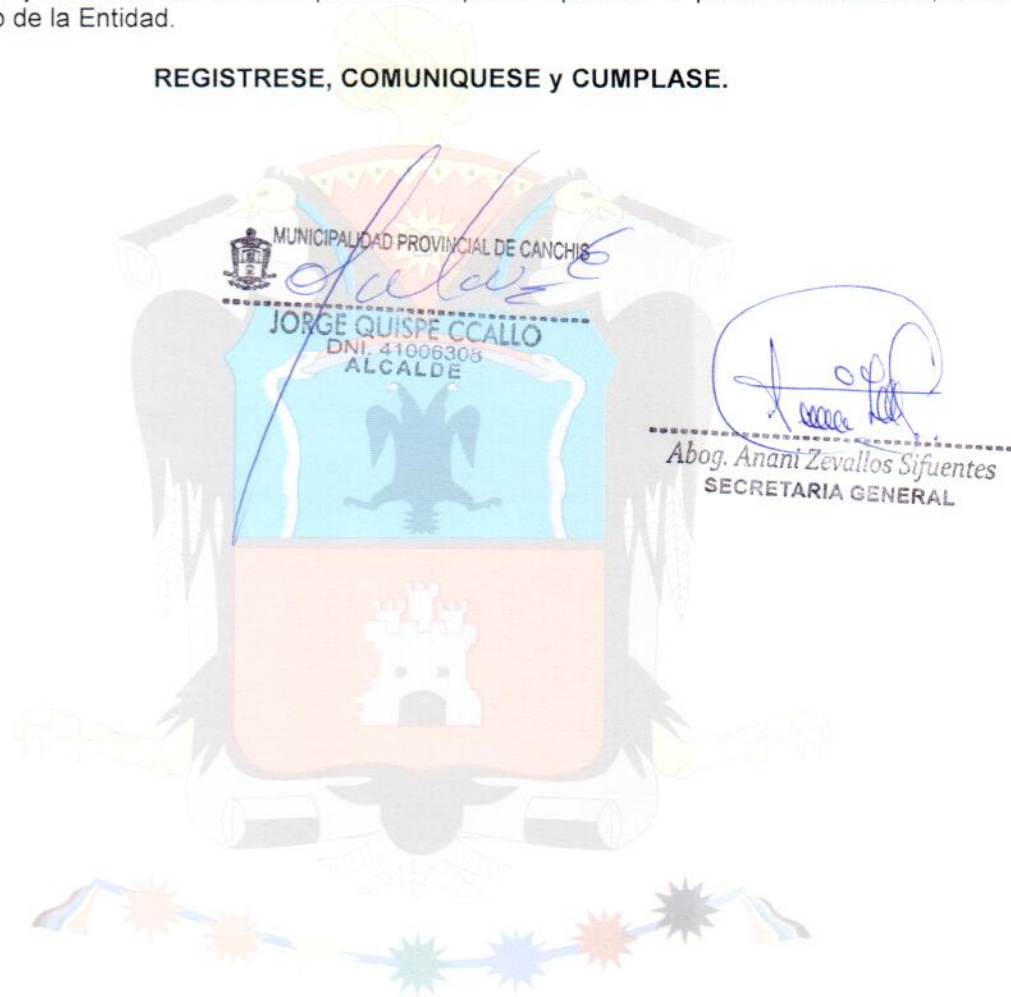 o de la Entidad.
REGISTRESE, COMUNIQUESE y CUMPLASE.
MUNICIPALIDAD PROVINCIAL DE CANCHIS
JORGE QUISPE CCALLO
DNI. 41006308
ALCALDE
Abog. Anani Zevallos Sifuentes
SECRETARIA GENERAL